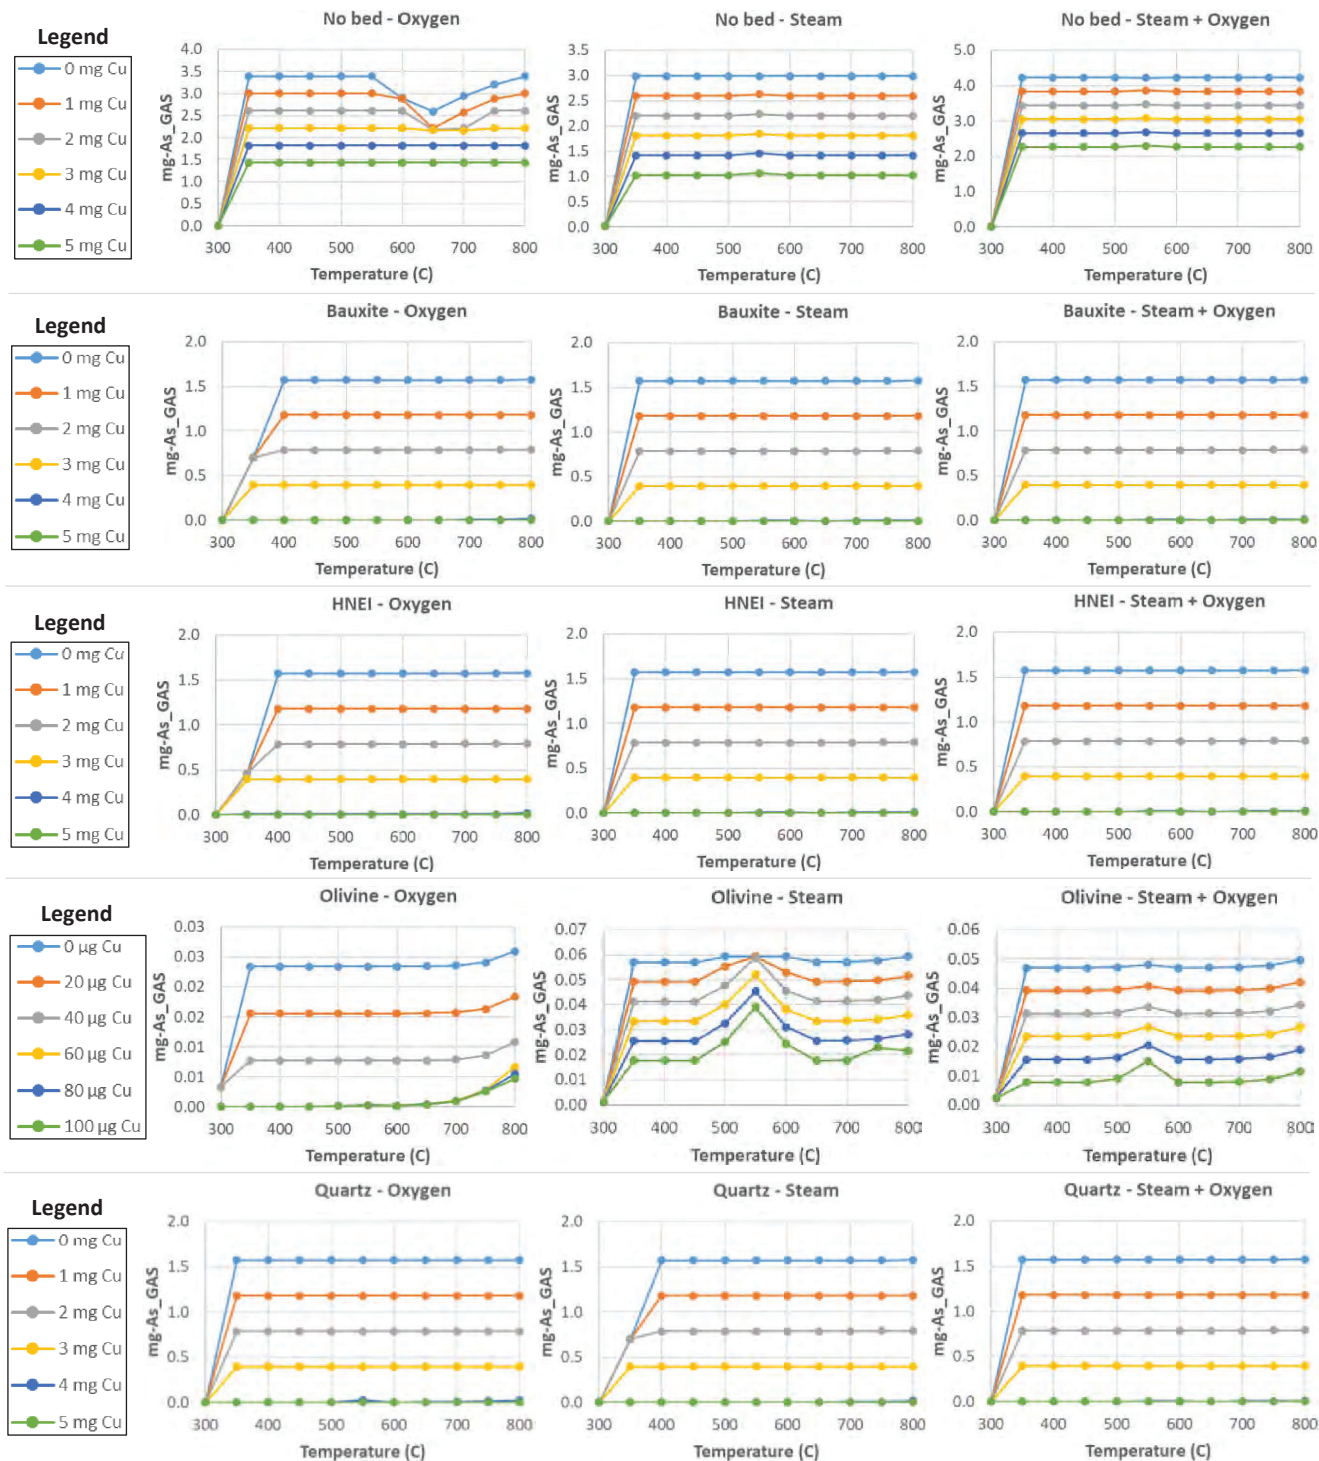 Legend
0 mg Cu
1 mg Cu
2 mg Cu
3 mg Cu
4 mg Cu
5 mg Cu
No bed - Oxygen
mg-As_GAS
4.0
3.5
3.0
2.5
2.0
1.5
1.0
0.5
0.0
300 400 500 600 700 800
Temperature (C)
No bed - Steam
mg-As_GAS
3.5
3.0
2.5
2.0
1.5
1.0
0.5
0.0
300 400 500 600 700 800
Temperature (C)
No bed - Steam + Oxygen
mg-As_GAS
5.0
4.0
3.0
2.0
1.0
0.0
300 400 500 600 700 800
Temperature (C)
Legend
0 mg Cu
1 mg Cu
2 mg Cu
3 mg Cu
4 mg Cu
5 mg Cu
Bauxite - Oxygen
mg-As_GAS
2.0
1.5
1.0
0.5
0.0
300 400 500 600 700 800
Temperature (C)
Bauxite - Steam
mg-As_GAS
2.0
1.5
1.0
0.5
0.0
300 400 500 600 700 800
Temperature (C)
Bauxite - Steam + Oxygen
mg-As_GAS
2.0
1.5
1.0
0.5
0.0
300 400 500 600 700 800
Temperature (C)
Legend
0 mg Cu
1 mg Cu
2 mg Cu
3 mg Cu
4 mg Cu
5 mg Cu
HNEI - Oxygen
mg-As_GAS
2.0
1.5
1.0
0.5
0.0
300 400 500 600 700 800
Temperature (C)
HNEI - Steam
mg-As_GAS
2.0
1.5
1.0
0.5
0.0
300 400 500 600 700 800
Temperature (C)
HNEI - Steam + Oxygen
mg-As_GAS
2.0
1.5
1.0
0.5
0.0
300 400 500 600 700 800
Temperature (C)
Legend
0 µg Cu
20 µg Cu
40 µg Cu
60 µg Cu
80 µg Cu
100 µg Cu
Olivine - Oxygen
mg-As_GAS
0.03
0.03
0.02
0.02
0.01
0.01
0.00
300 400 500 600 700 800
Temperature (C)
Olivine - Steam
mg-As_GAS
0.07
0.06
0.05
0.04
0.03
0.02
0.01
0.00
300 400 500 600 700 800
Temperature (C)
Olivine - Steam + Oxygen
mg-As_GAS
0.06
0.05
0.04
0.03
0.02
0.01
0.00
300 400 500 600 700 800
Temperature (C)
Legend
0 mg Cu
1 mg Cu
2 mg Cu
3 mg Cu
4 mg Cu
5 mg Cu
Quartz - Oxygen
mg-As_GAS
2.0
1.5
1.0
0.5
0.0
300 400 500 600 700 800
Temperature (C)
Quartz - Steam
mg-As_GAS
2.0
1.5
1.0
0.5
0.0
300 400 500 600 700 800
Temperature (C)
Quartz - Steam + Oxygen
mg-As_GAS
2.0
1.5
1.0
0.5
0.0
300 400 500 600 700 800
Temperature (C)